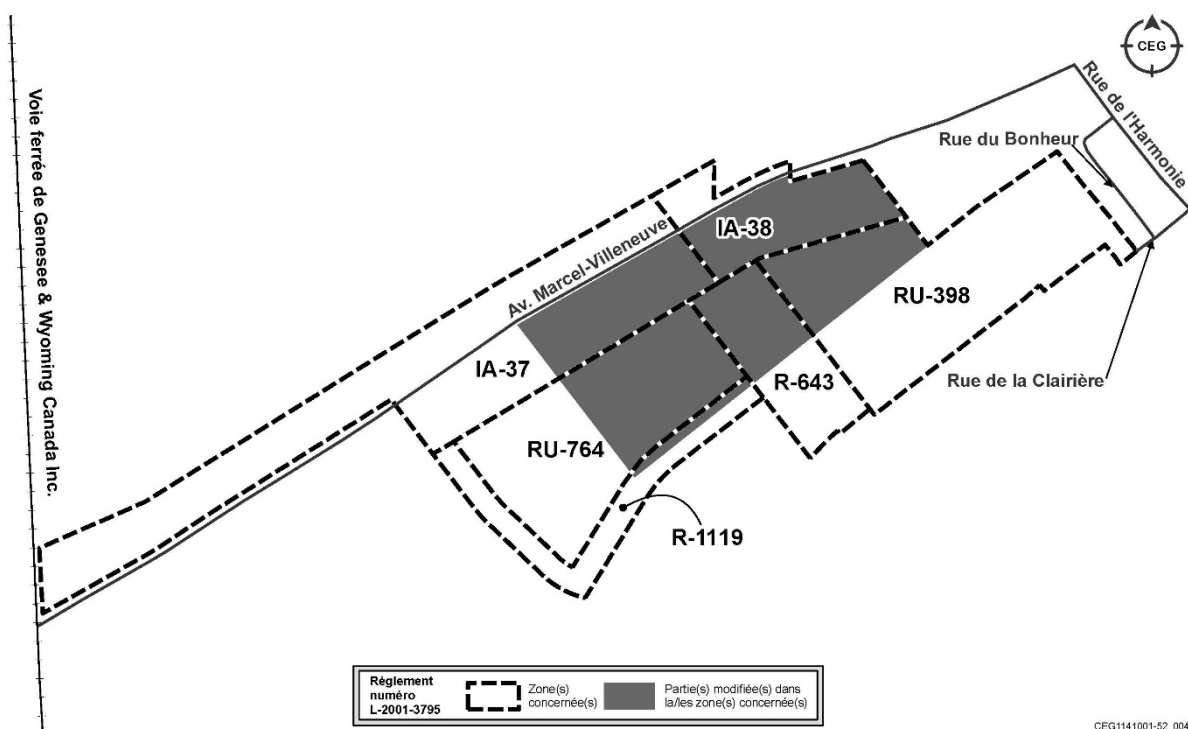 CEG
Rue de l'Harmonie
Rue du Bonheur
Voie ferrée de Genesee & Wyoming Canada Inc.
IA-38
Av. Marcel-Villeneuve
RU-398
IA-37
R-643
Rue de la Clairière
RU-764
R-1119
Règlement
numéro
L-2001-3795
Zone(s)
concernée(s)
Partie(s) modifiée(s) dans
la/les zone(s) concernée(s)
CEG1141001-52_004